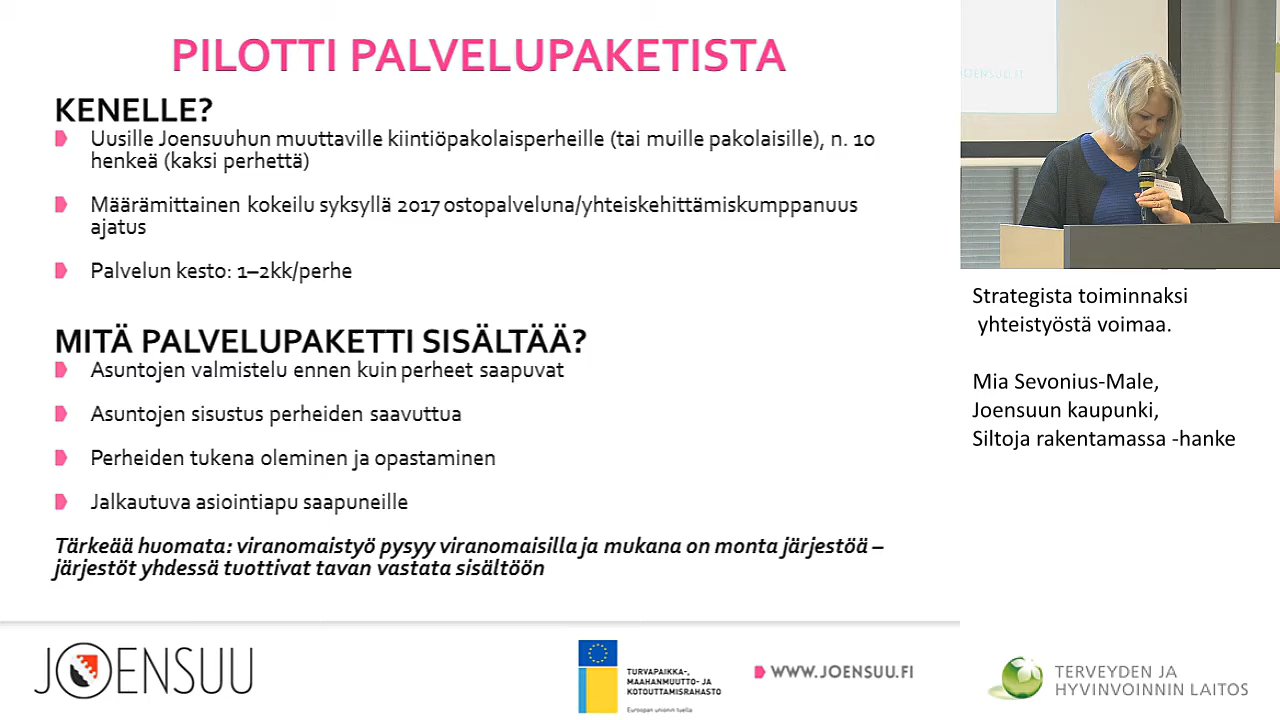 PILOTTI PALVELUPAKETISTA
KENELLE?
Uusille Joensuuhun muuttaville kiintiöpakolaisperheille (tai muille pakolaisille), n. 10
henkeä (kaksi perhettä)
Määrämittainen kokeilu syksyllä 2017 ostopalveluna/yhteiskehittämiskumppanuus
ajatus
Palvelun kesto: 1–2kk/perhe
MITÄ PALVELUPAKETTI SISÄLTÄÄ?
Asuntojen valmistelu ennen kuin perheet saapuvat
Asuntojen sisustus perheiden saavuttua
Perheiden tukena oleminen ja opastaminen
Jalkautuva asiointiapu saapuneille
Tärkeää huomata: viranomaistyö pysyy viranomaisilla ja mukana on monta järjestöä –
järjestöt yhdessä tuottivat tavan vastata sisältöön
JOENSUU
TURVAPAIKKA-,
MAAHANMUUTTO- JA
KOTOUTTAMISRAHASTO
Euroopan unionin tuella
WWW.JOENSUU.FI
Strategista toiminnaksi
yhteistyöstä voimaa.
Mia Sevonius-Male,
Joensuun kaupunki,
Siltoja rakentamassa -hanke
TERVEYDEN JA
HYVINVOINNIN LAITOS